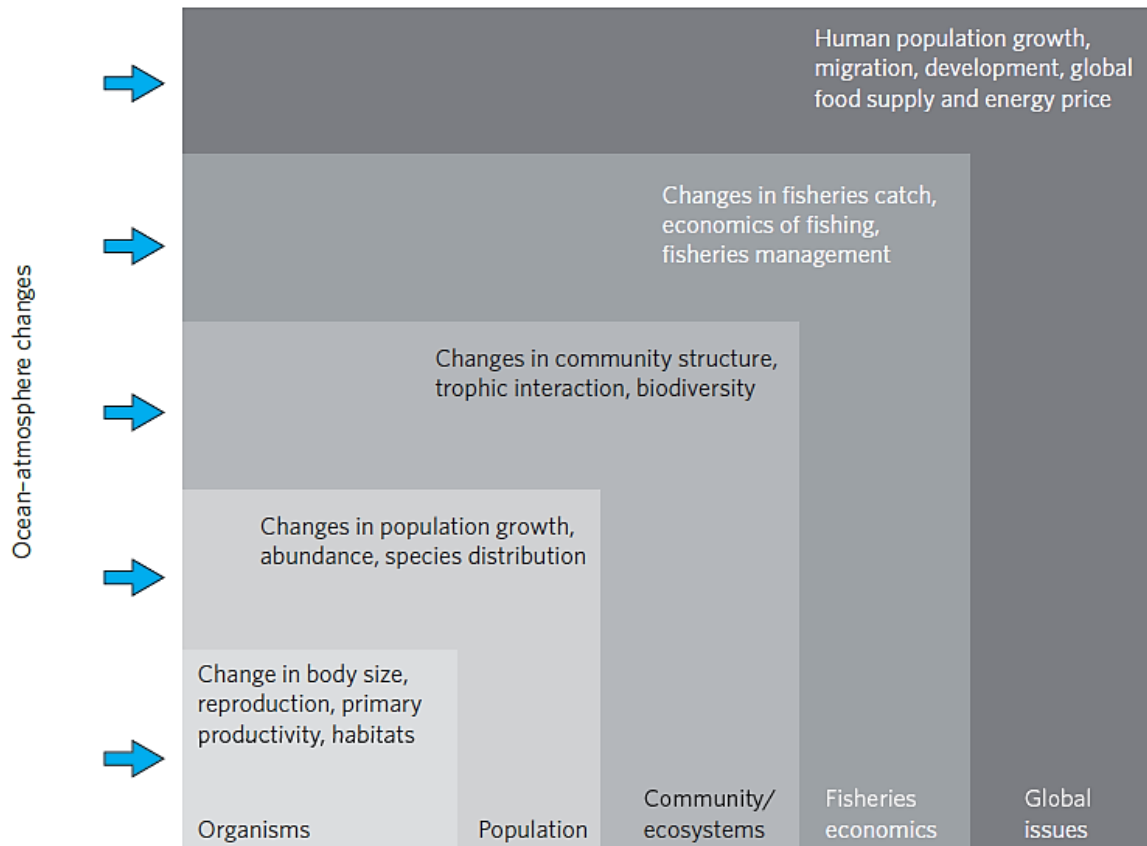 Human population growth,
migration, development, global
food supply and energy price
Changes in fisheries catch,
economics of fishing,
fisheries management
Ocean–atmosphere changes
Changes in community structure,
trophic interaction, biodiversity
Changes in population growth,
abundance, species distribution
Change in body size,
reproduction, primary
productivity, habitats
Organisms
Population
Community/
ecosystems
Fisheries
economics
Global
issues